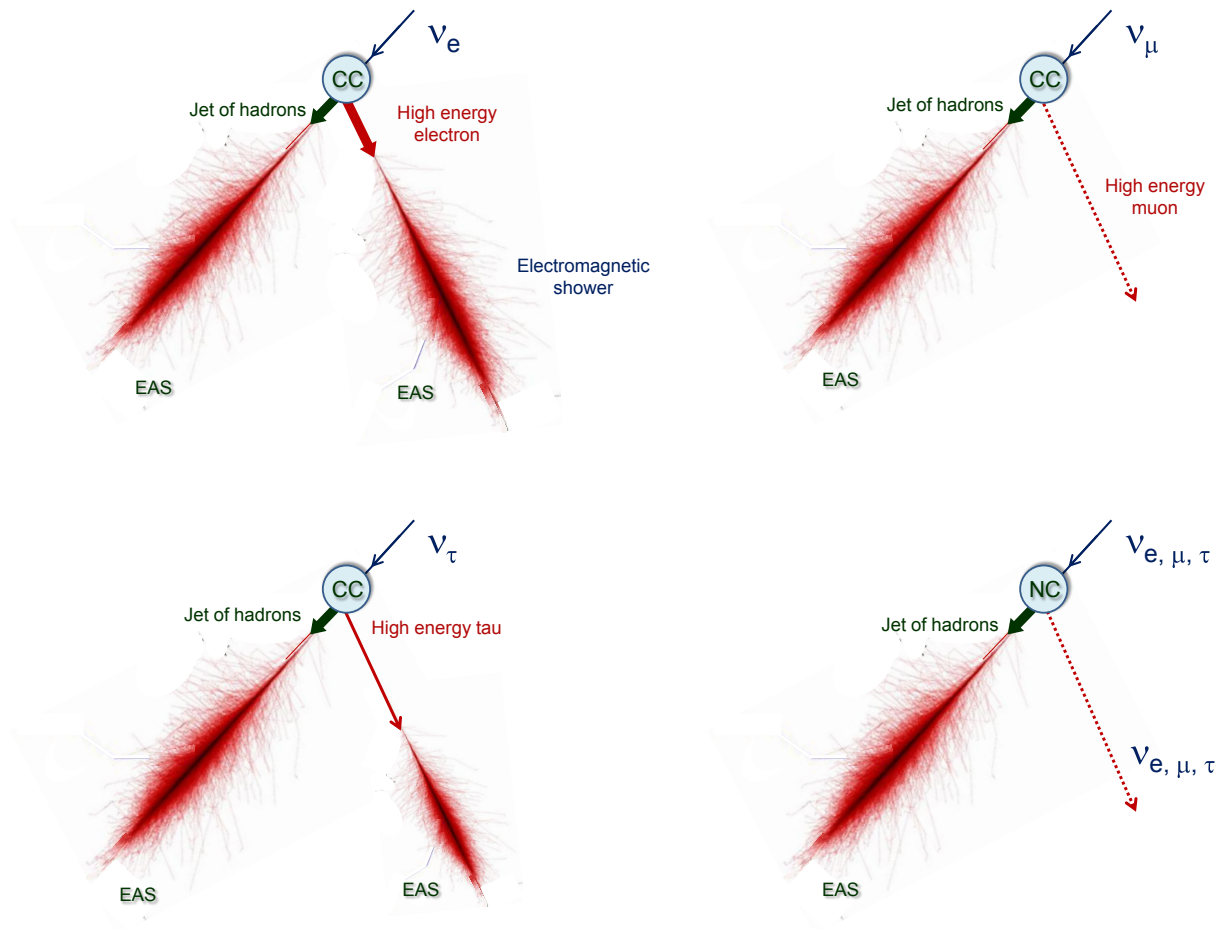 νe
CC
Jet of hadrons
High energy
electron
Electromagnetic
shower
EAS
EAS
νμ
CC
Jet of hadrons
High energy
muon
EAS
ντ
CC
Jet of hadrons
High energy tau
EAS
EAS
νe, μ, τ
NC
Jet of hadrons
νe, μ, τ
EAS